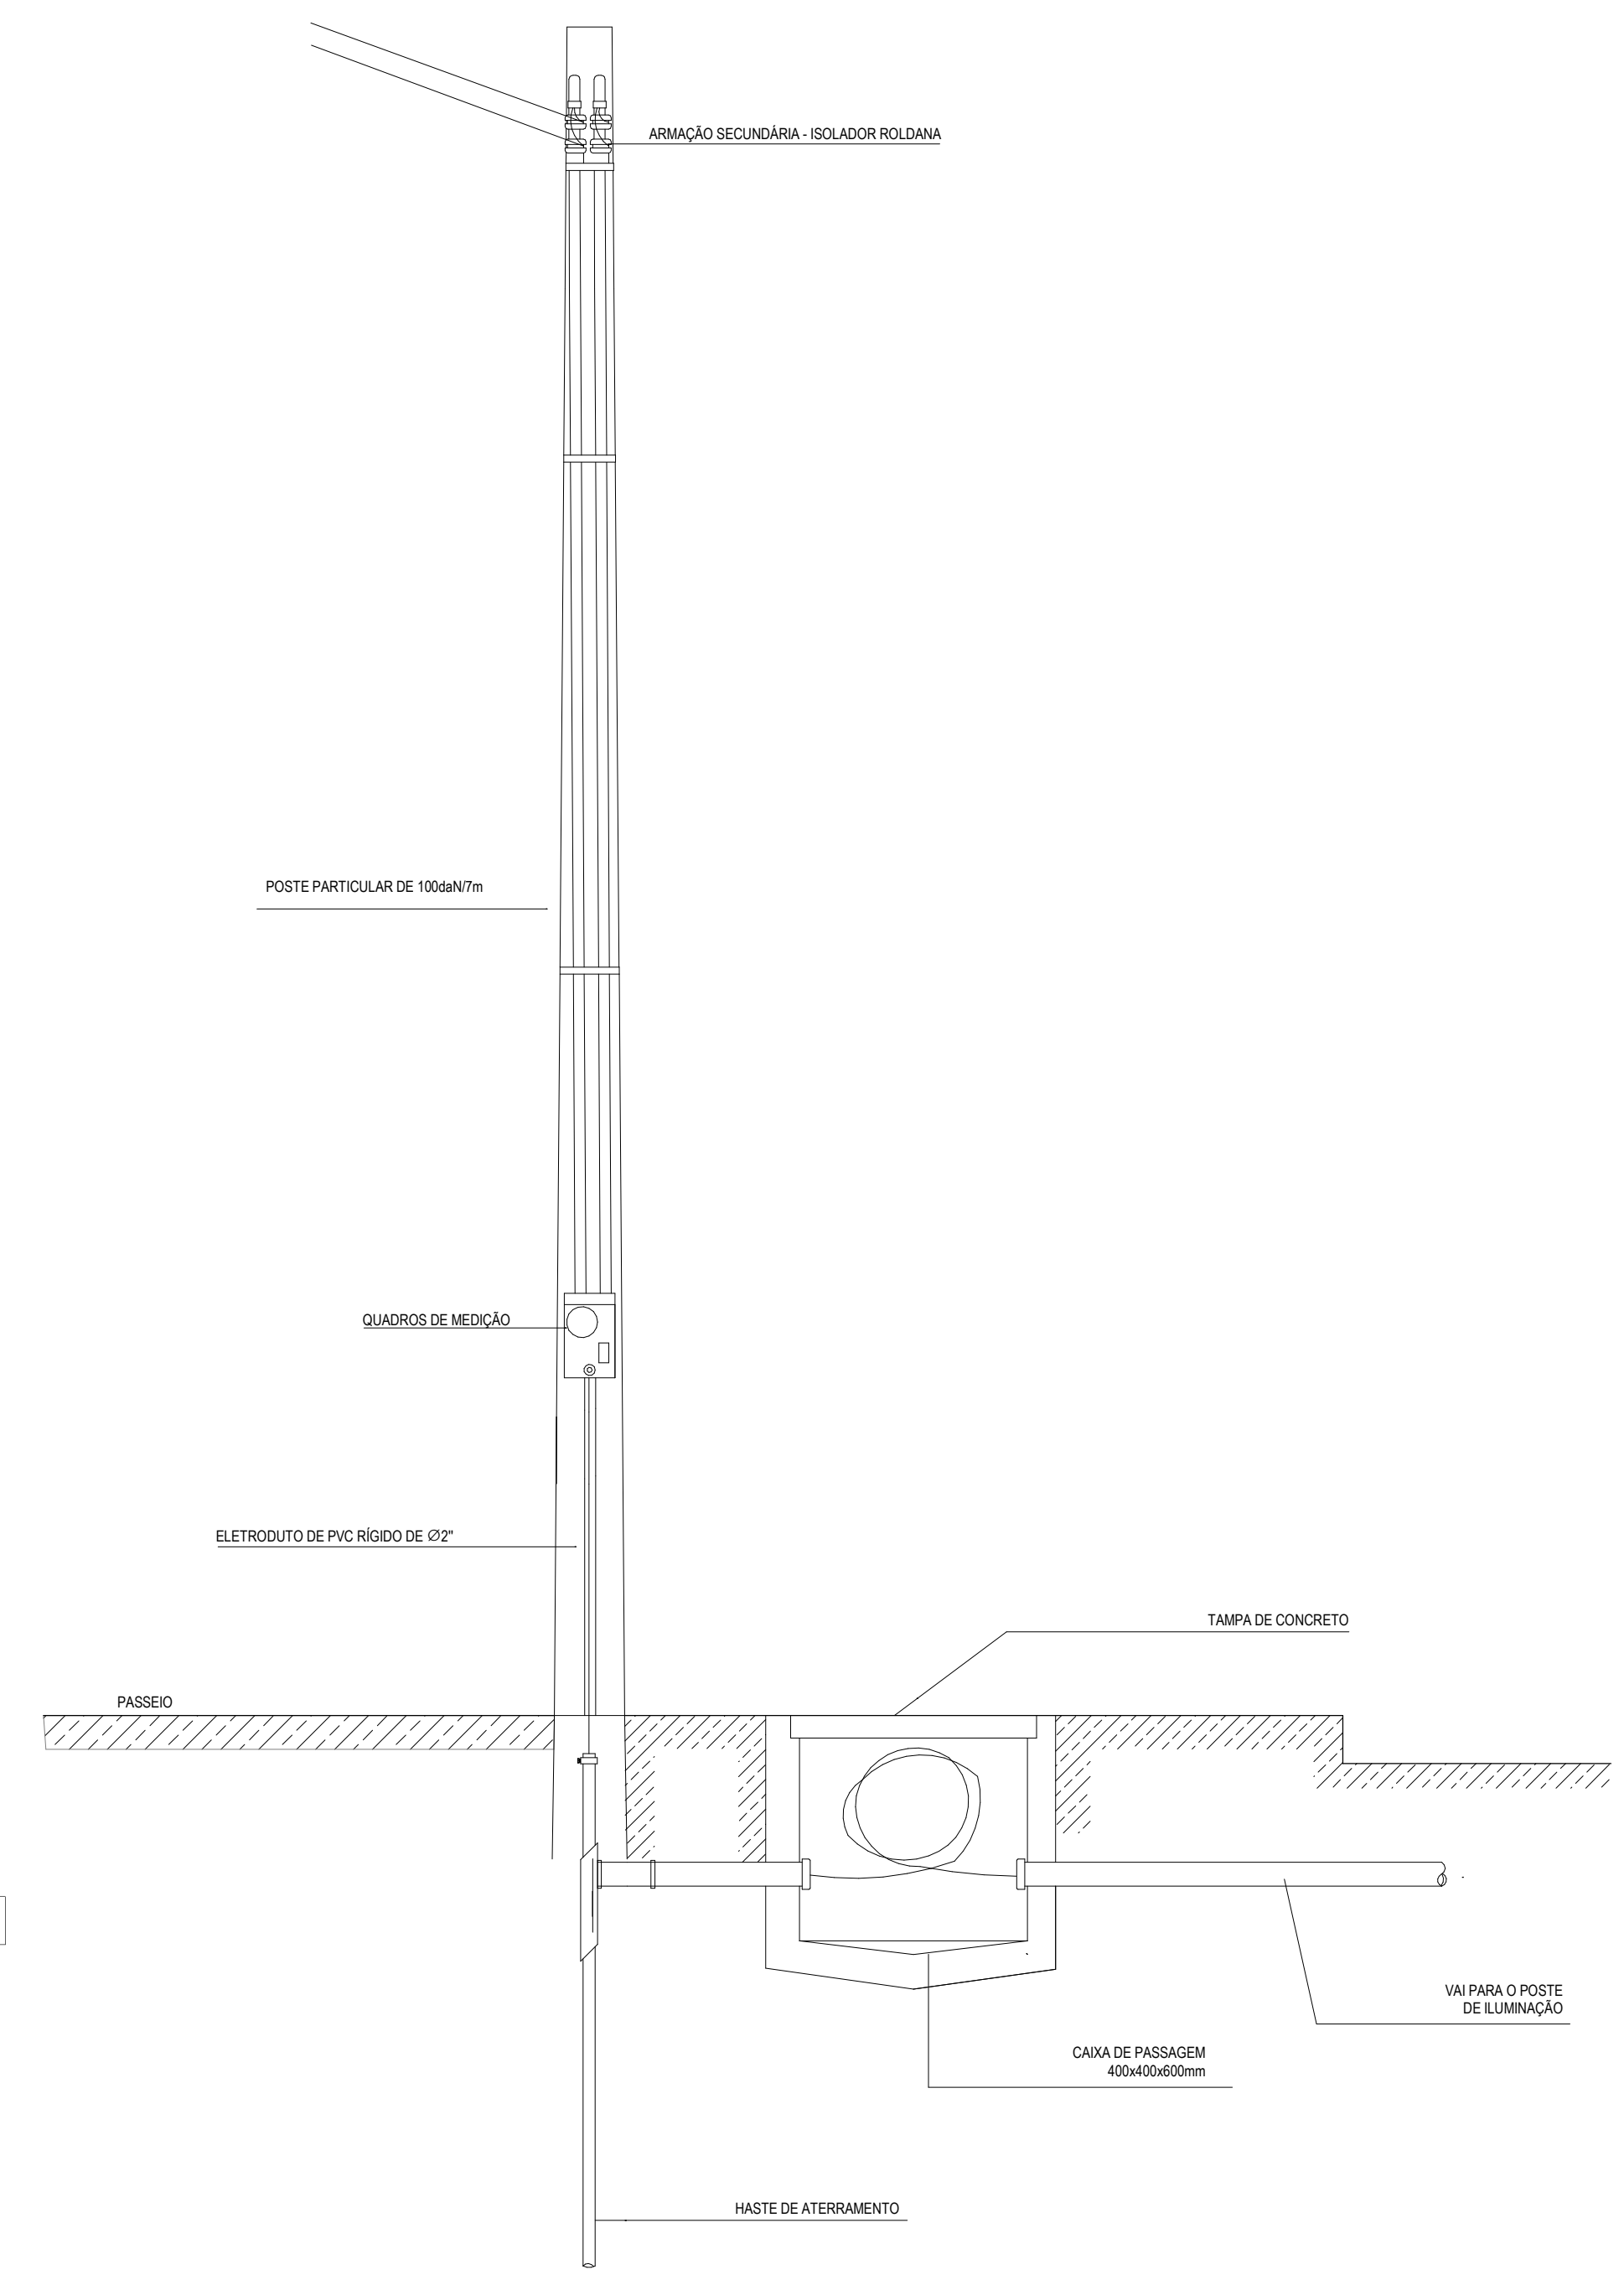 ARMAÇÃO SECUNDÁRIA - ISOLADOR ROLDANA
POSTE PARTICULAR DE 100daN/7m
QUADROS DE MEDIÇÃO
ELETRODUTO DE PVC RÍGIDO DE ∅2"
TAMPA DE CONCRETO
PASSEIO
VAI PARA O POSTE
DE ILUMINAÇÃO
CAIXA DE PASSAGEM
400x400x600mm
HASTE DE ATERRAMENTO